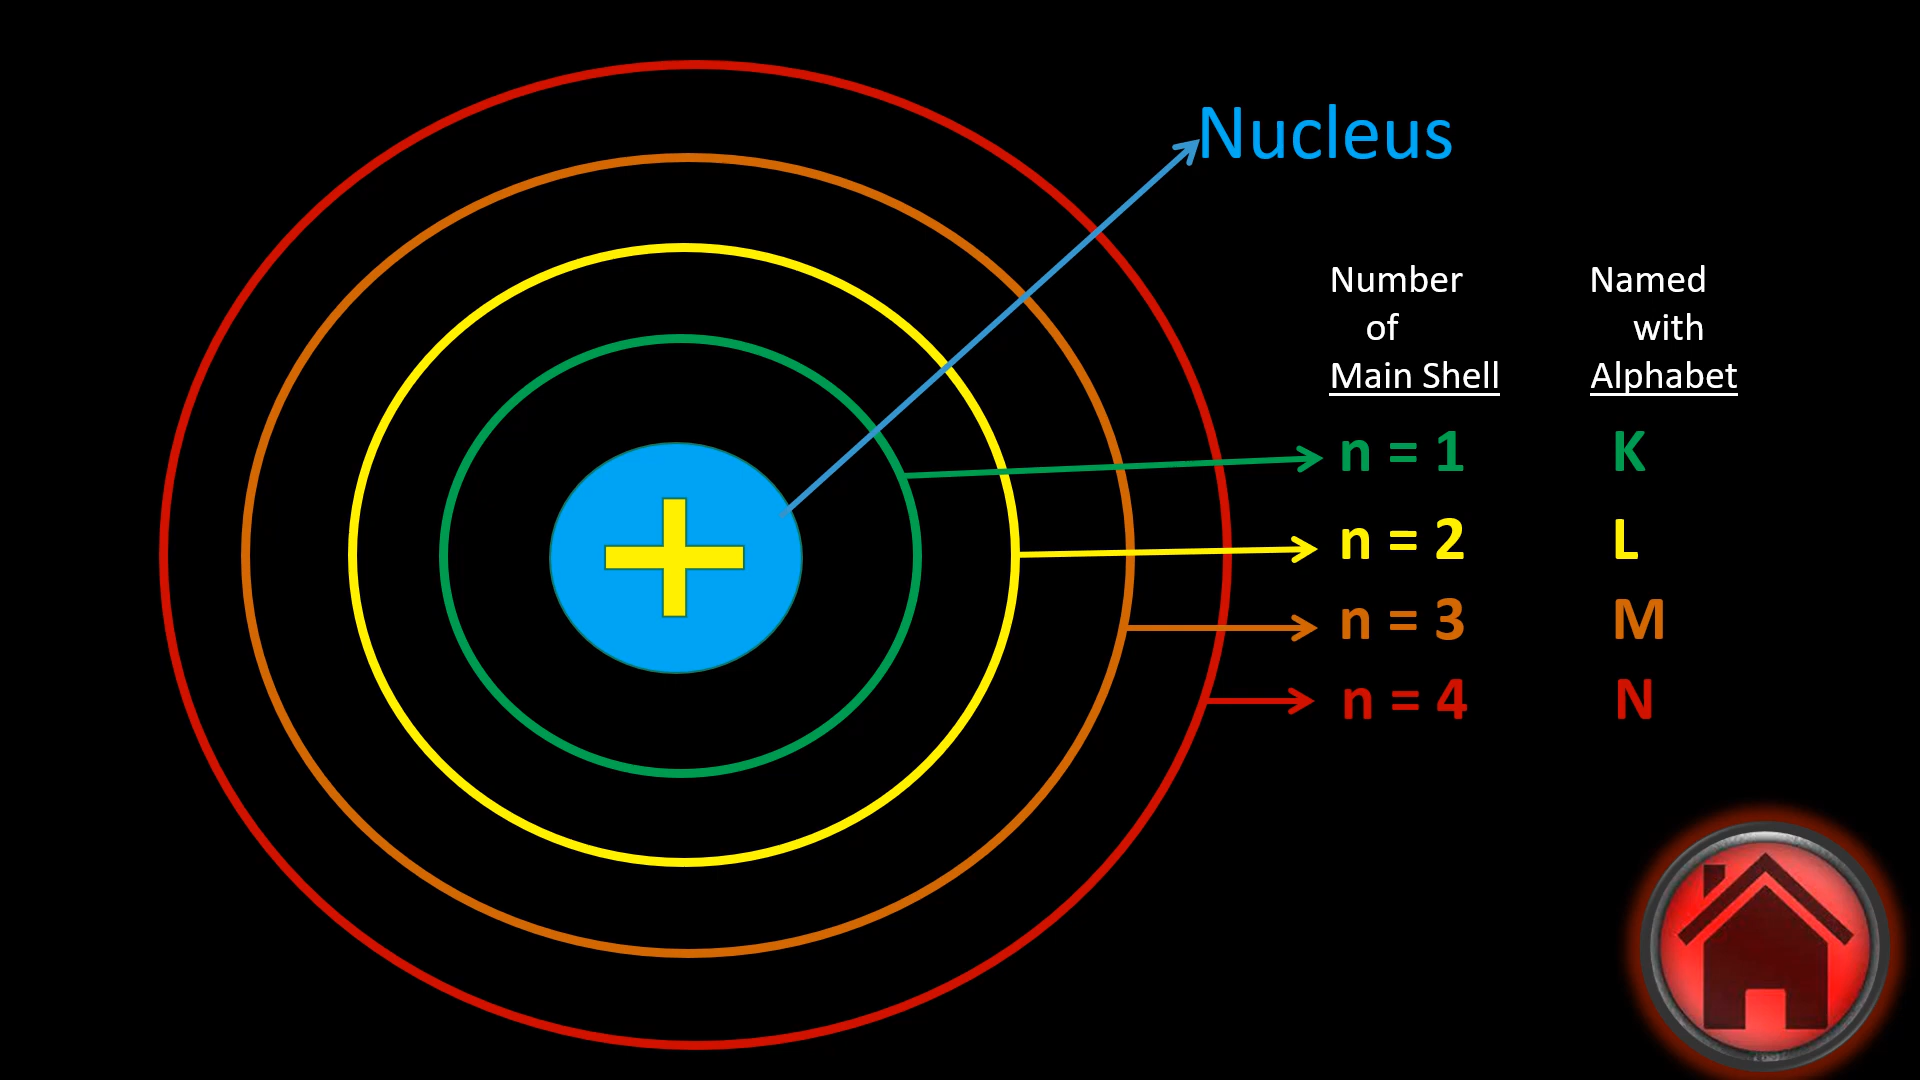 Nucleus
Number
of
Main Shell
Named
with
Alphabet
n = 1 K
n = 2 L
n = 3 M
n = 4 N